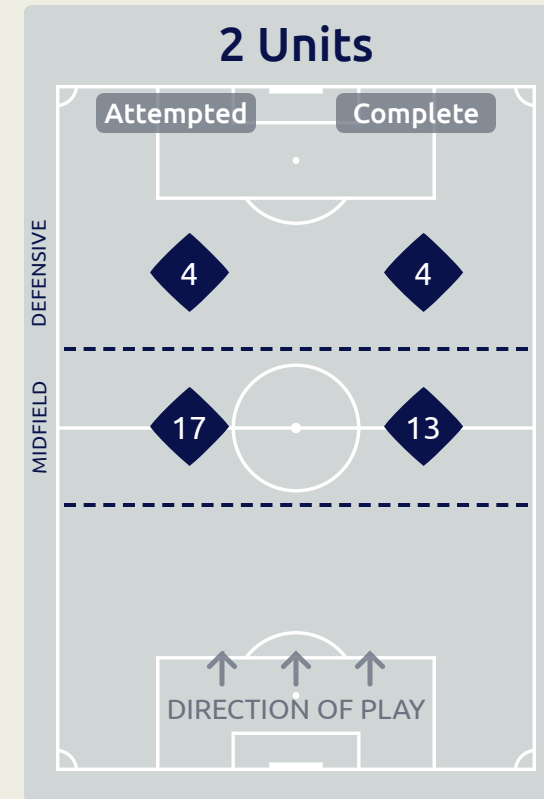 2 Units
Attempted Complete
DEFENSIVE
4 4
MIDFIELD
17 13
DIRECTION OF PLAY